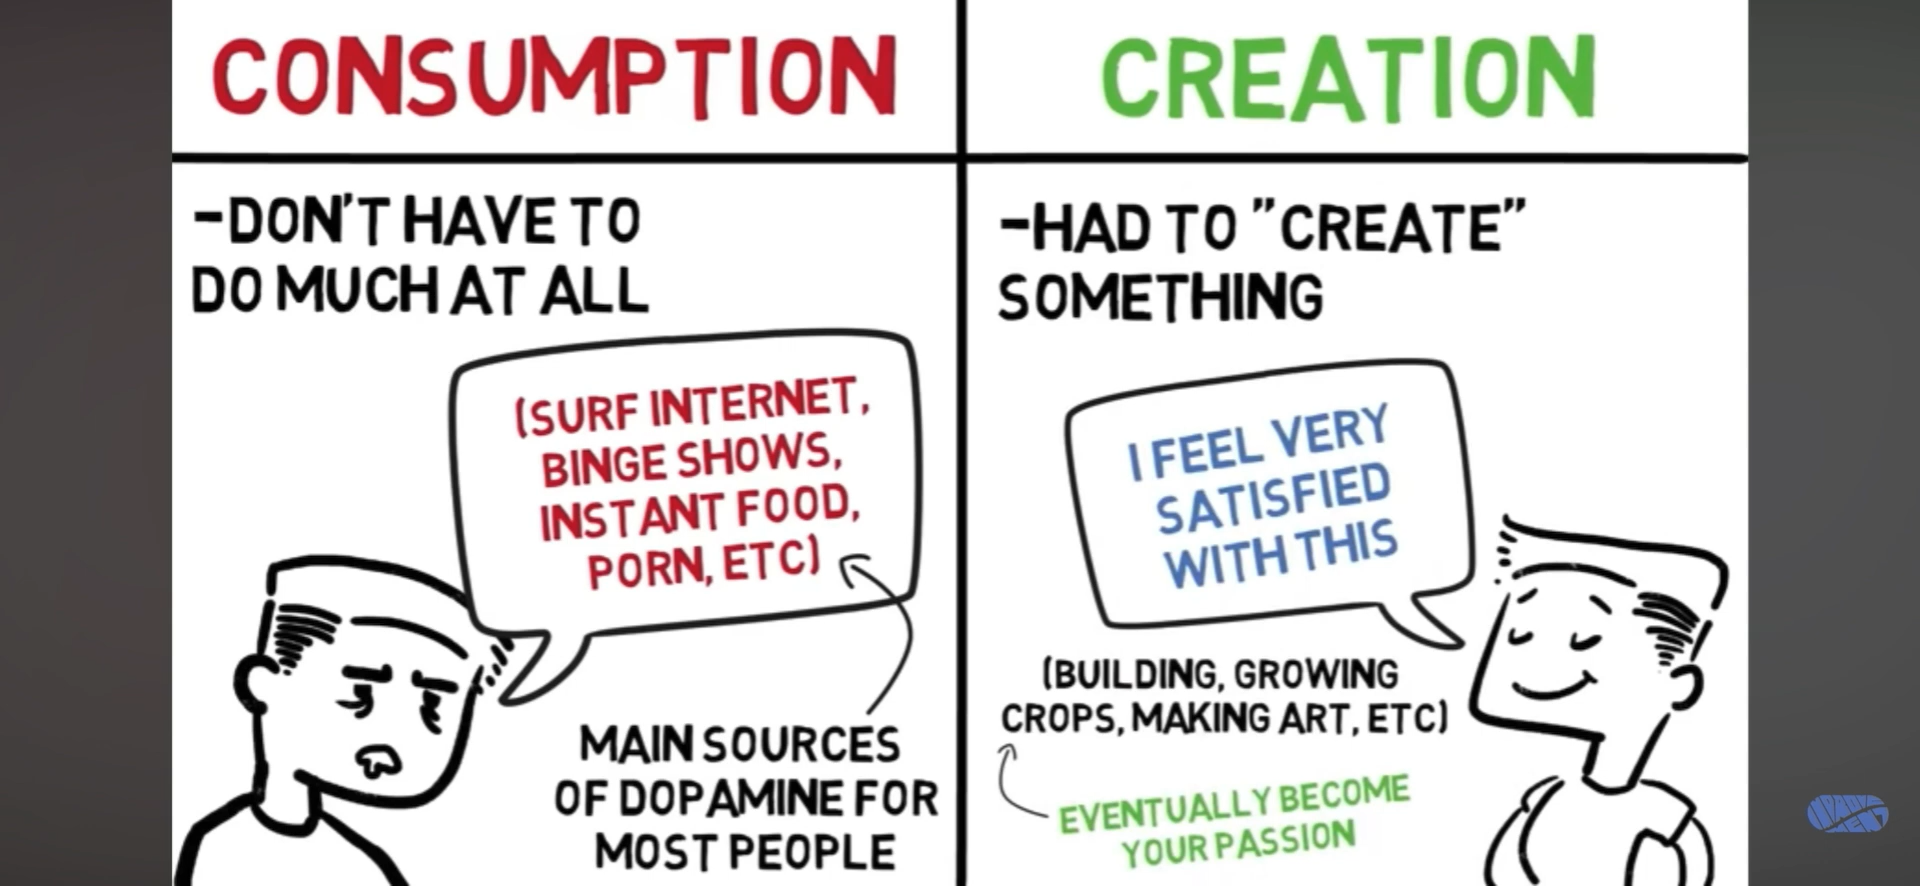 CONSUMPTION
-DON'T HAVE TO
DO MUCH AT ALL
(SURF INTERNET,
BINGE SHOWS,
INSTANT FOOD,
PORN, ETC)
MAIN SOURCES
OF DOPAMINE FOR
MOST PEOPLE
CREATION
-HAD TO "CREATE"
SOMETHING
I FEEL VERY
SATISFIED
WITH THIS
(BUILDING, GROWING
CROPS, MAKING ART, ETC)
EVENTUALLY BECOME
YOUR PASSION